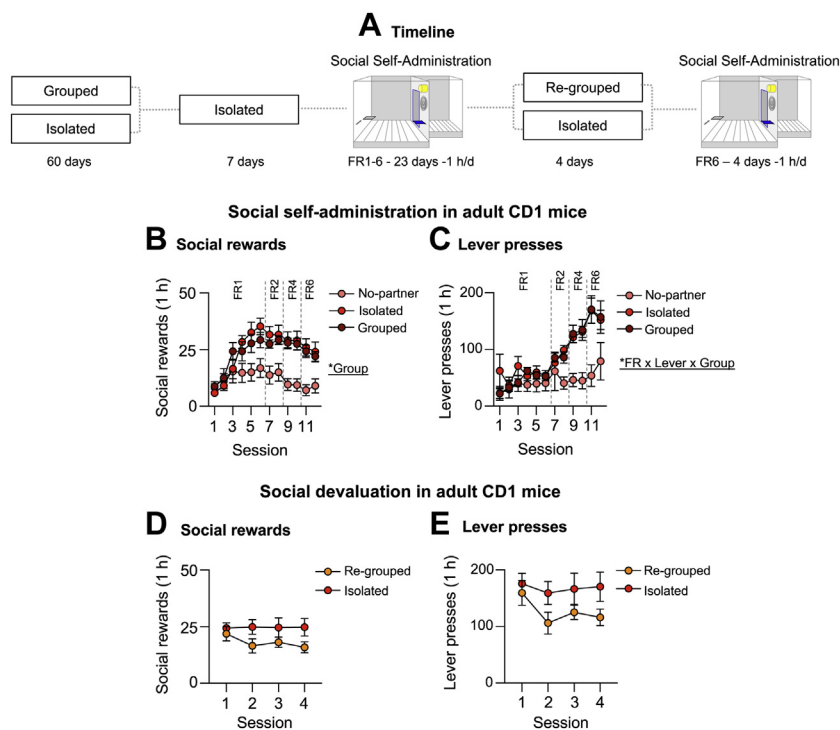 A Timeline
Social Self-Administration
Social Self-Administration
Grouped
Isolated
Isolated
Re-grouped
Isolated
60 days
7 days
FR1-6 - 23 days -1 h/d
4 days
FR6 – 4 days -1 h/d
Social self-administration in adult CD1 mice
B Social rewards
Social rewards (1 h)
50
25
0
FR1
FR2
FR4
FR6
1 3 5 7 9 11
Session
No-partner
Isolated
Grouped
*Group
C Lever presses
Lever presses (1 h)
200
100
0
FR1
FR2
FR4
FR6
1 3 5 7 9 11
Session
No-partner
Isolated
Grouped
*FR x Lever x Group
Social devaluation in adult CD1 mice
D Social rewards
Social rewards (1 h)
50
25
0
1 2 3 4
Session
Re-grouped
Isolated
E Lever presses
Lever presses (1 h)
200
100
0
1 2 3 4
Session
Re-grouped
Isolated